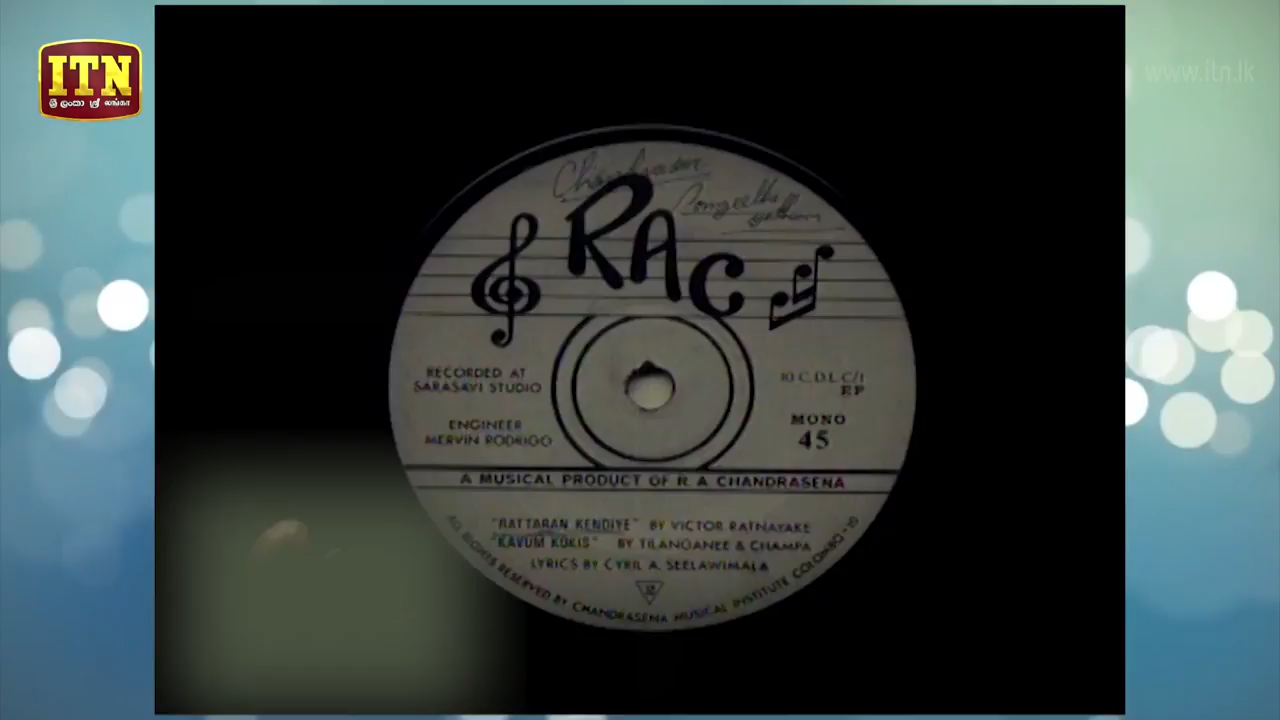 ITN
ශ්‍රී ලංකා ஸ்ரீ லங்கா
www.itn.lk
RAC
RECORDED AT
SARASAVI STUDIO
ENGINEER
MERVIN RODRIGO
EP
MONO
45
A MUSICAL PRODUCT OF R. A CHANDRASENA
"RATTARAN KENDIYE" BY VICTOR RATNAYAKE
"KAVUM KOKIS" BY TILANGANEE & CHAMPA
LYRICS BY CYRIL A. SEELAWIMALA
ALL RIGHTS RESERVED BY CHANDRASENA MUSICAL INSTITUTE COLOMBO-10